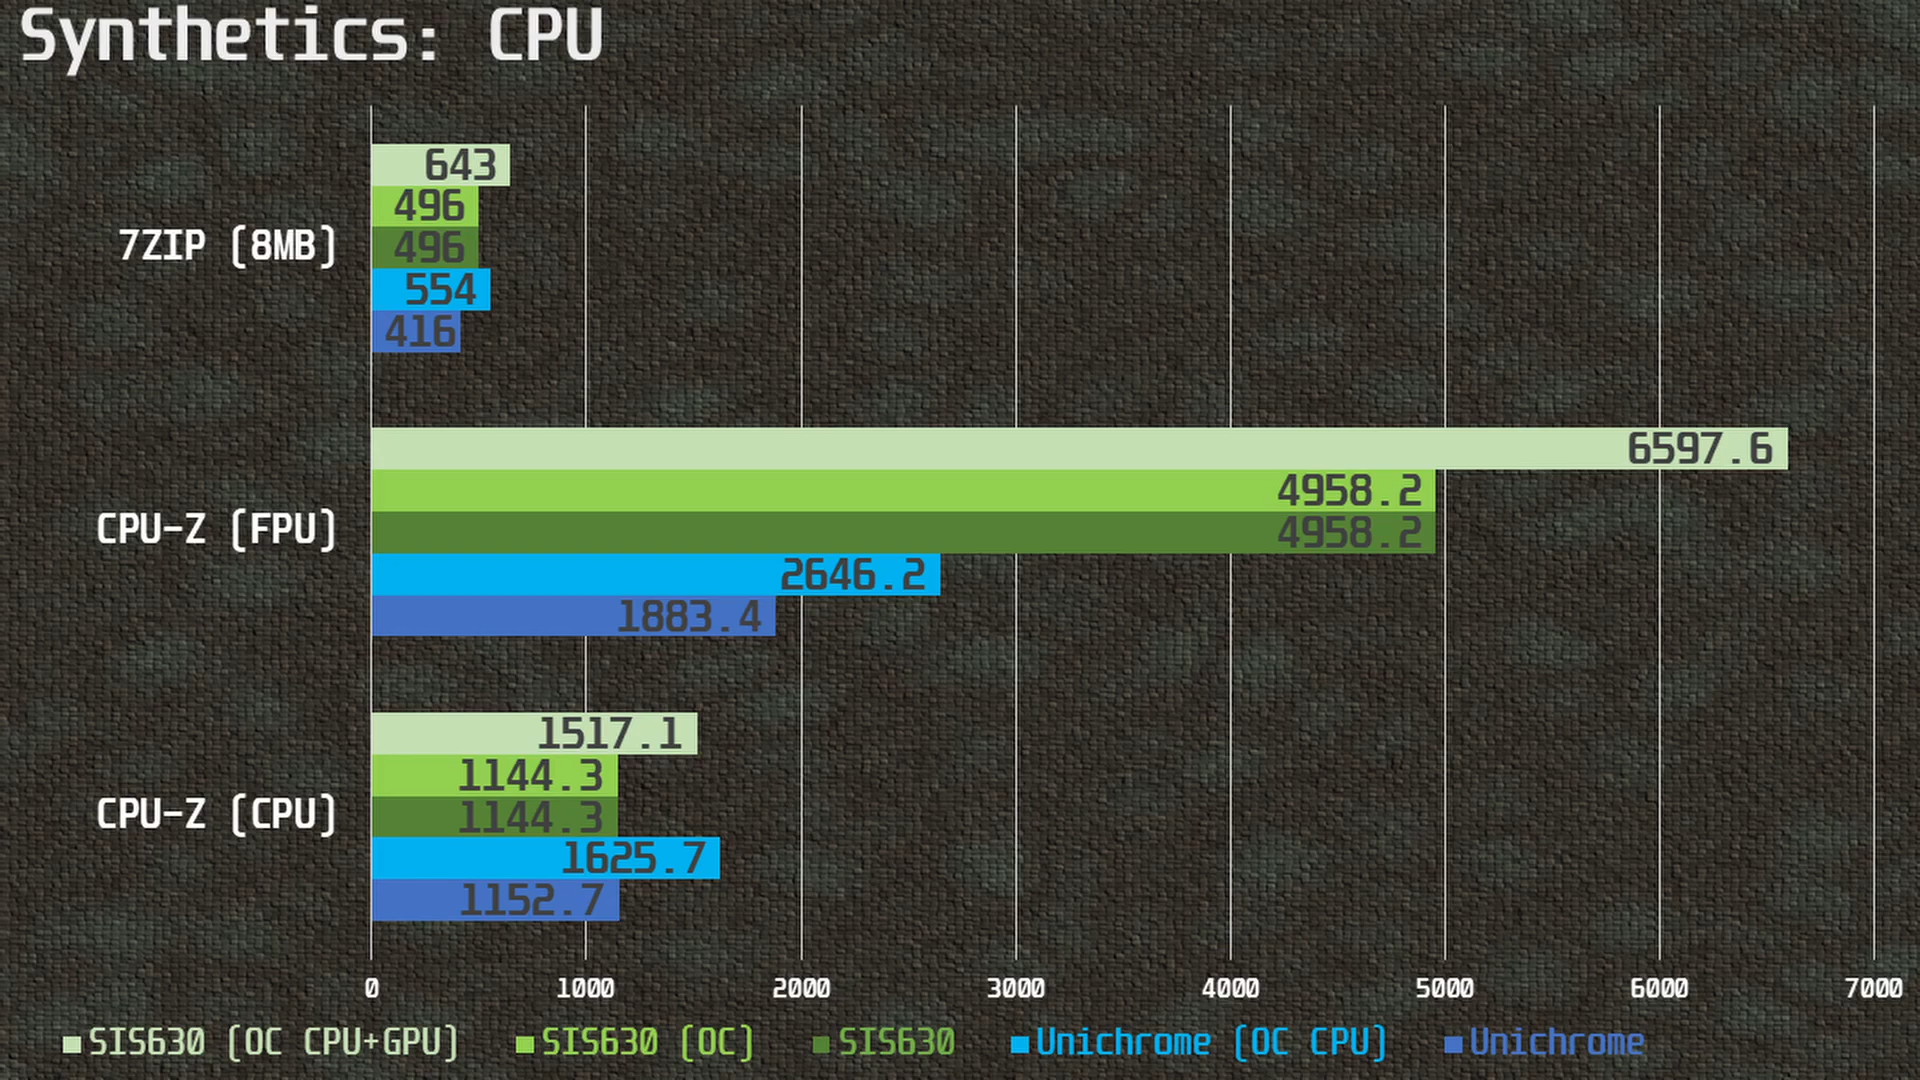 Synthetics: CPU
7ZIP (8MB)
643
496
496
554
416
CPU-Z (FPU)
6597.6
4958.2
4958.2
2646.2
1883.4
CPU-Z (CPU)
1517.1
1144.3
1144.3
1625.7
1152.7
0 1000 2000 3000 4000 5000 6000 7000
SIS630 (OC CPU+GPU) SIS630 (OC) SIS630 Unichrome (OC CPU) Unichrome